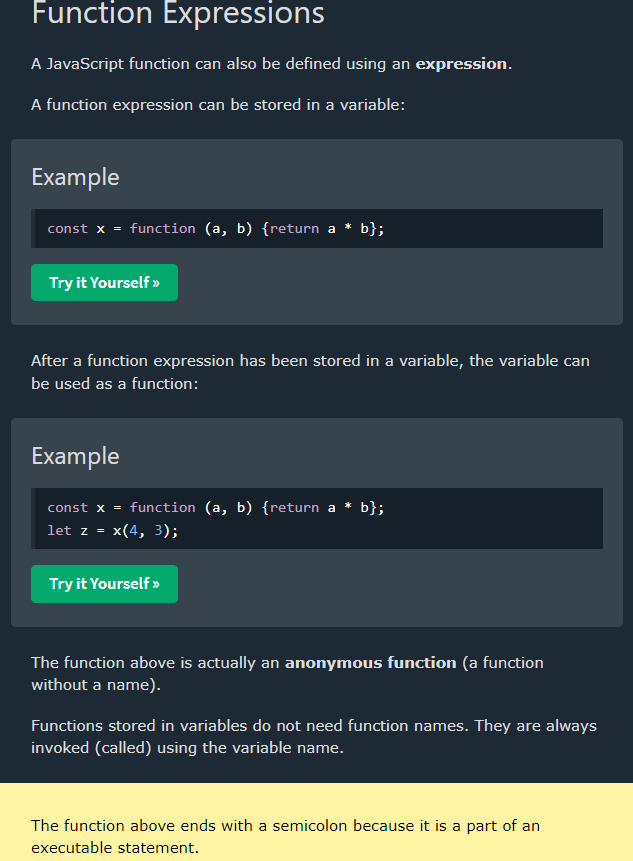 Function Expressions
A JavaScript function can also be defined using an expression.
A function expression can be stored in a variable:
Example
const x = function (a, b) {return a * b};
Try it Yourself »
After a function expression has been stored in a variable, the variable can
be used as a function:
Example
const x = function (a, b) {return a * b};
let z = x(4, 3);
Try it Yourself »
The function above is actually an anonymous function (a function
without a name).
Functions stored in variables do not need function names. They are always
invoked (called) using the variable name.
The function above ends with a semicolon because it is a part of an
executable statement.